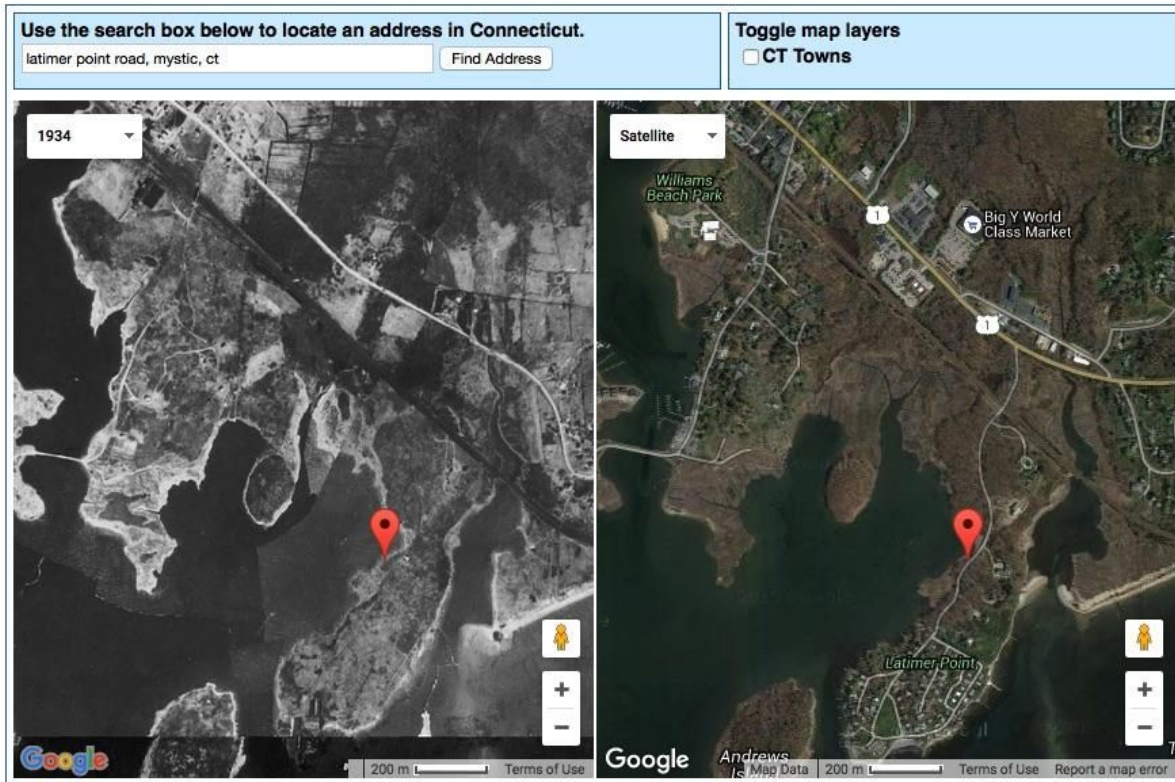 Use the search box below to locate an address in Connecticut.
latimer point road, mystic, ct
Find Address
Toggle map layers
CT Towns
1934
Google
200 m
Terms of Use
Satellite
Williams
Beach Park
1
Big Y World
Class Market
1
Latimer Point
Andrews
Google
Map Data
200 m
Terms of Use
Report a map error